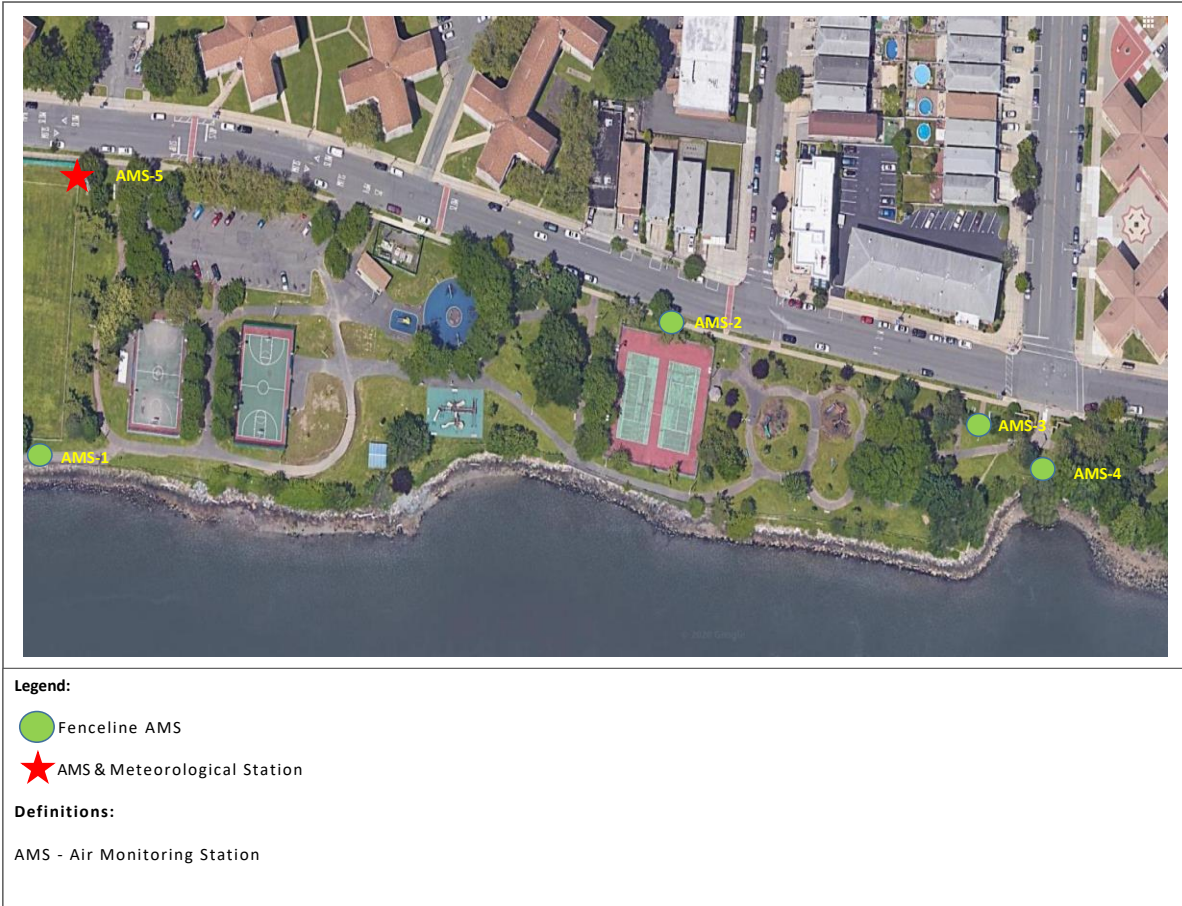 AMS-5
AMS-2
AMS-3
AMS-1
AMS-4
Legend:
Fenceline AMS
AMS & Meteorological Station
Definitions:
AMS - Air Monitoring Station